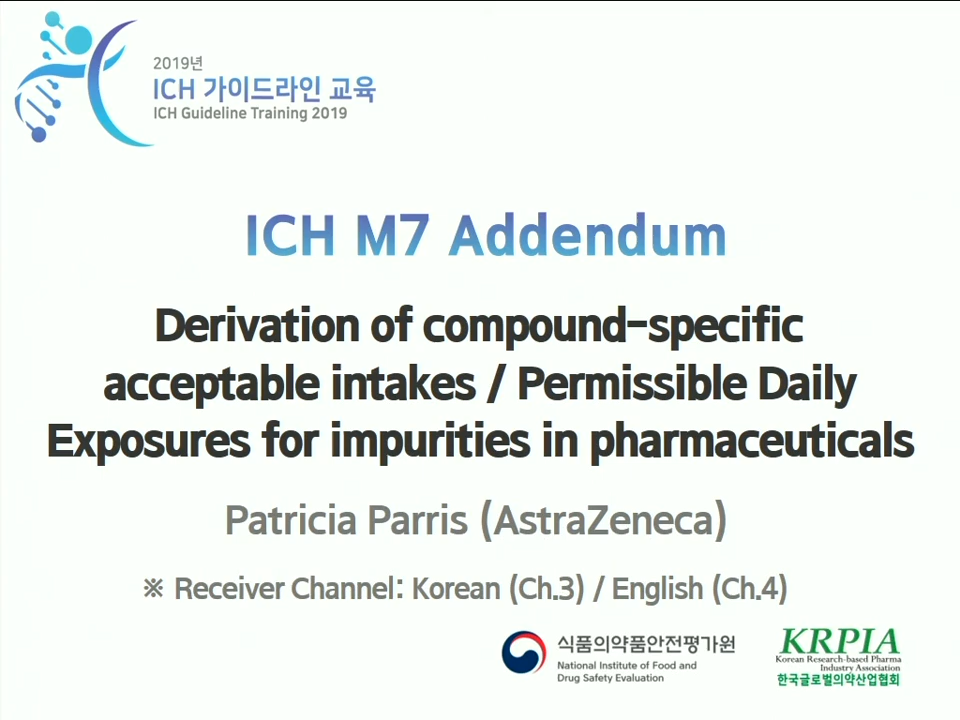 2019년
ICH 가이드라인 교육
ICH Guideline Training 2019
ICH M7 Addendum
Derivation of compound-specific
acceptable intakes / Permissible Daily
Exposures for impurities in pharmaceuticals
Patricia Parris (AstraZeneca)
※ Receiver Channel: Korean (Ch.3) / English (Ch.4)
식품의약품안전평가원
National Institute of Food and
Drug Safety Evaluation
KRPIA
Korean Research-based Pharma
Industry Association
한국글로벌의약산업협회